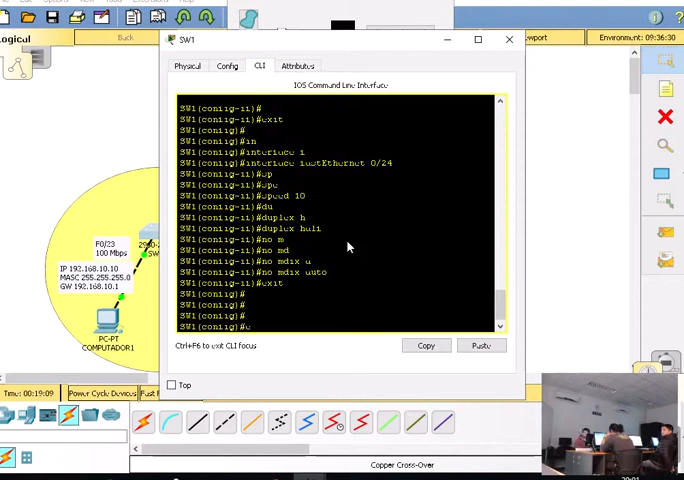 SW1
ogical
Back
ewport
Environment: 09:36:30
Physical
Config
CLI
Attributes
IOS Command Line Interface
SW1(config-if)#
SW1(config-if)#exit
SW1(config)#
SW1(config)#in
SW1(config)#interface f
SW1(config)#interface fastEthernet 0/24
SW1(config-if)#sp
SW1(config-if)#spe
SW1(config-if)#speed 10
SW1(config-if)#du
SW1(config-if)#duplex h
SW1(config-if)#duplex half
SW1(config-if)#no m
SW1(config-if)#no md
SW1(config-if)#no mdix a
SW1(config-if)#no mdix auto
SW1(config-if)#exit
SW1(config)#
SW1(config)#
SW1(config)#
SW1(config)#e
F0/23
100 Mbps
2960-2
SW
IP 192.168.10.10
MASC 255.255.255.0
GW 192.168.10.1
PC-PT
COMPUTADOR1
Ctrl+F6 to exit CLI focus
Copy
Paste
Top
Time: 00:19:09
Power Cycle Devices
Fast F
Copper Cross-Over